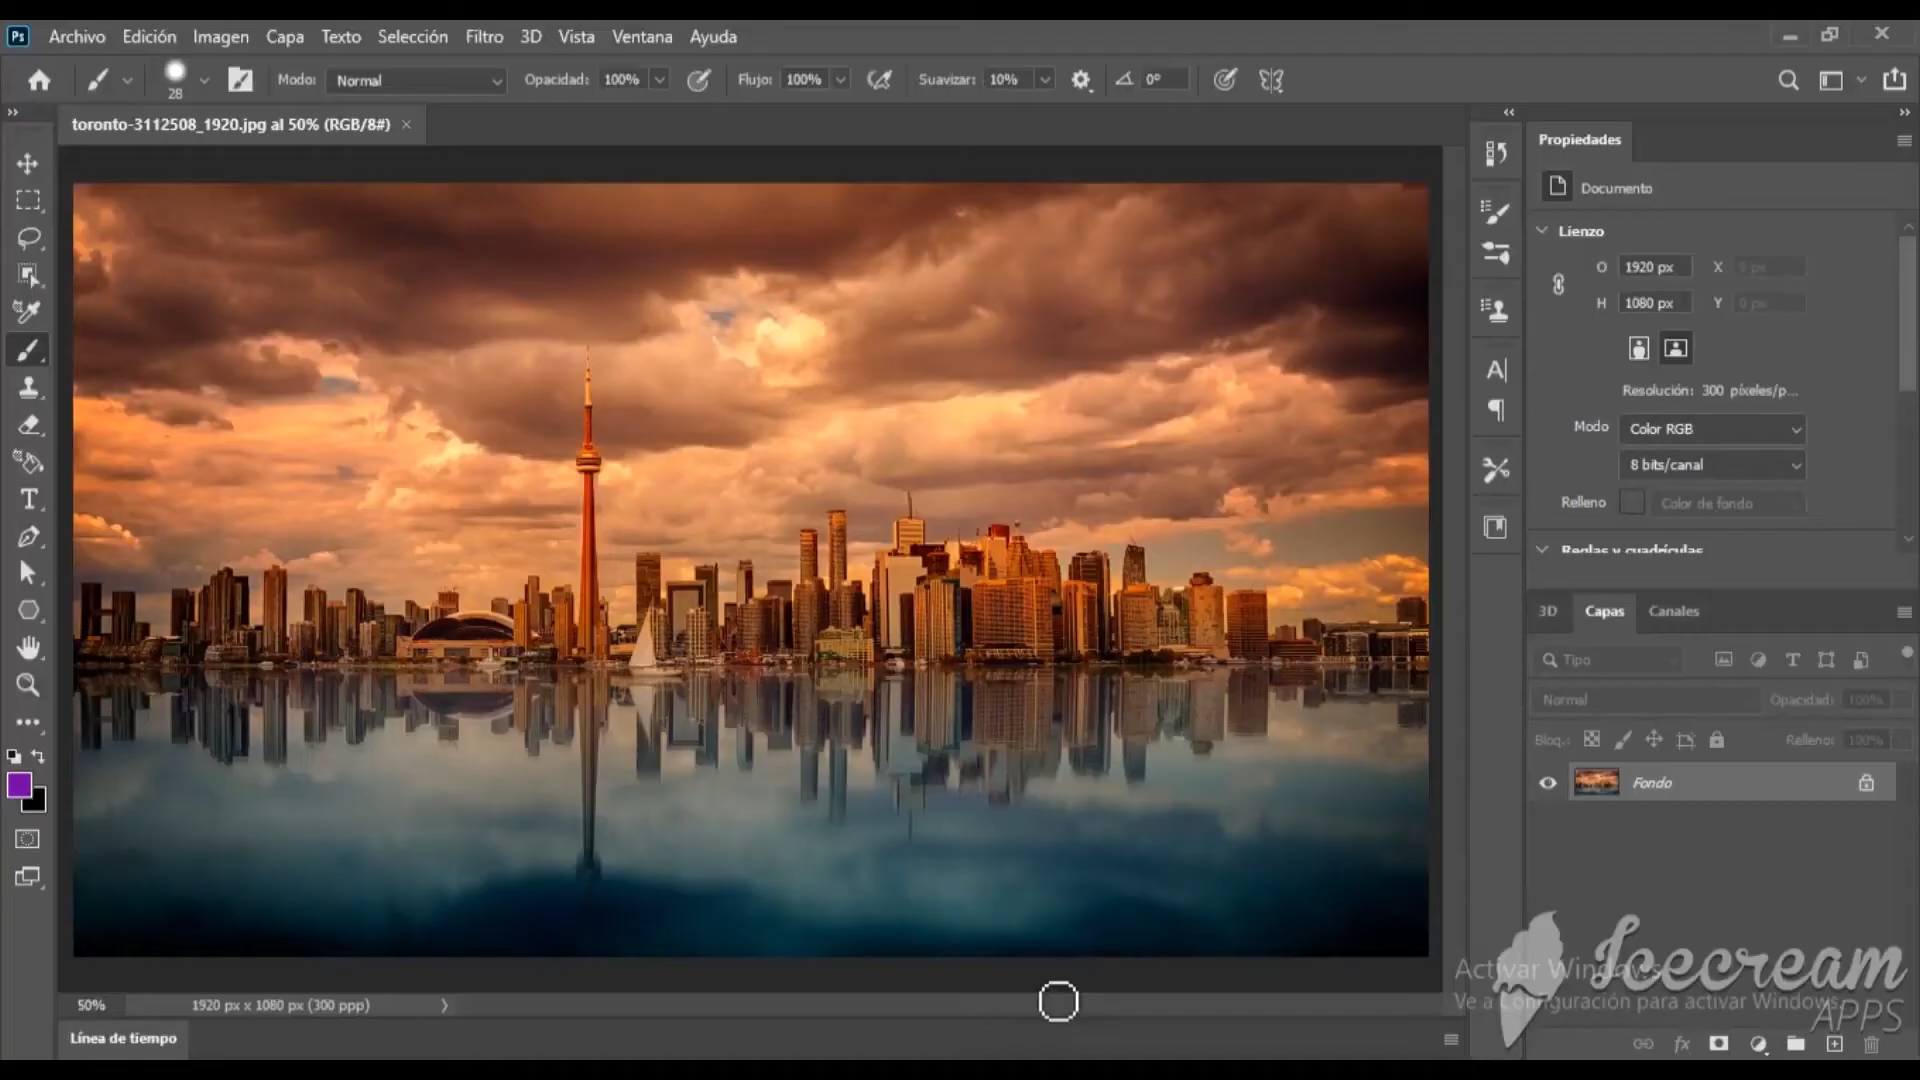 Ps Archivo Edición Imagen Capa Texto Selección Filtro 3D Vista Ventana Ayuda
28 Modo: Normal Opacidad: 100% Flujo: 100% Suavizar: 10% 0°
toronto-3112508_1920.jpg al 50% (RGB/8#) ×
Propiedades
Documento
Lienzo
O 1920 px X 0 px
H 1080 px Y 0 px
Resolución: 300 píxeles/p...
Modo Color RGB
8 bits/canal
Relleno Color de fondo
Reglas y cuadrículas
3D Capas Canales
Tipo
Normal Opacidad: 100%
Bloq.: Relleno: 100%
Fondo
Activar Windows
Ve a Configuración para activar Windows.
Icecream
APPS
50% 1920 px x 1080 px (300 ppp)
Línea de tiempo
fx